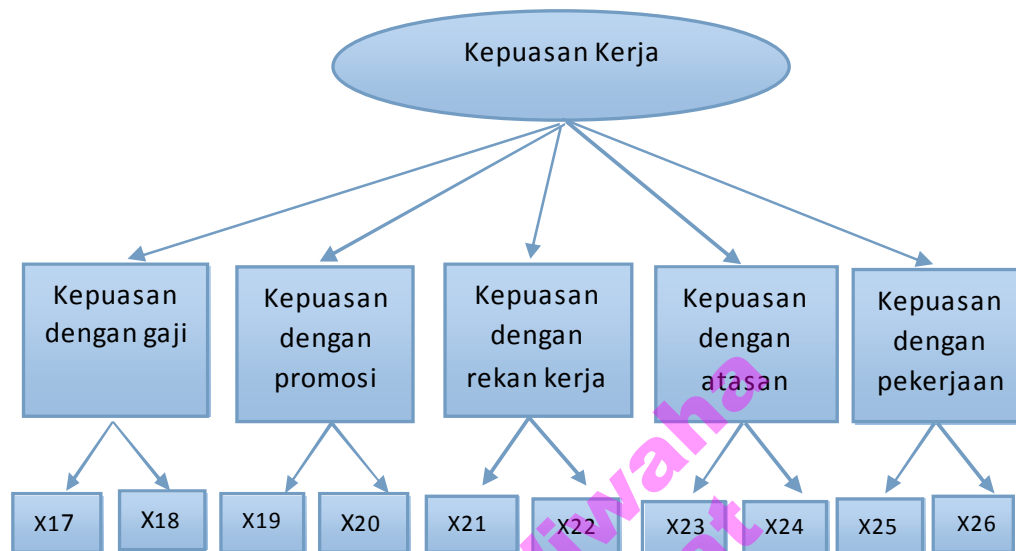 Kepuasan Kerja
Kepuasan
dengan gaji
Kepuasan
dengan
promosi
Kepuasan
dengan
rekan kerja
Kepuasan
dengan
atasan
Kepuasan
dengan
pekerjaan
X17
X18
X19
X20
X21
X22
X23
X24
X25
X26